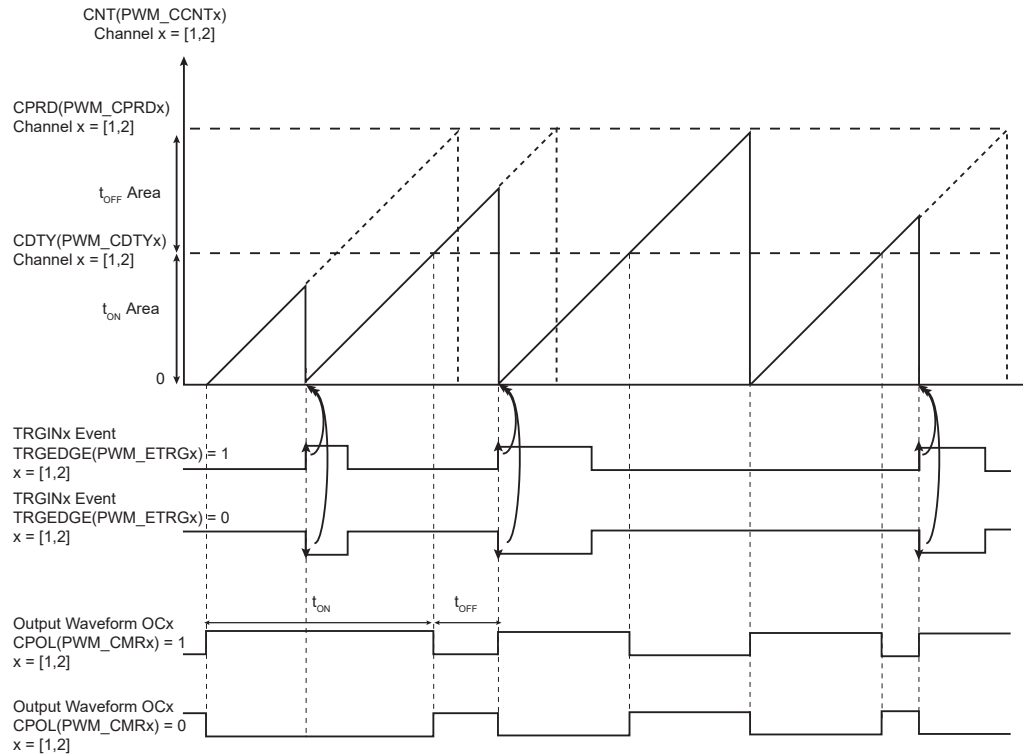 CNT(PWM_CCNTx)
Channel x = [1,2]
CPRD(PWM_CPRDx)
Channel x = [1,2]
tOFF Area
CDTY(PWM_CDTYx)
Channel x = [1,2]
tON Area
0
TRGINx Event
TRGEDGE(PWM_ETRGx) = 1
x = [1,2]
TRGINx Event
TRGEDGE(PWM_ETRGx) = 0
x = [1,2]
tON
tOFF
Output Waveform OCx
CPOL(PWM_CMRx) = 1
x = [1,2]
Output Waveform OCx
CPOL(PWM_CMRx) = 0
x = [1,2]